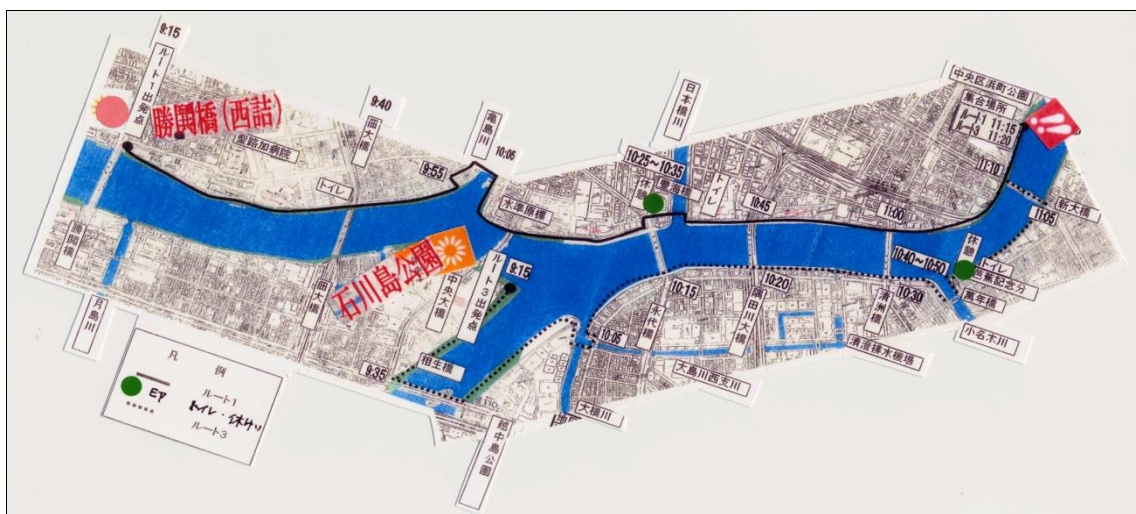 9:15
ルート1出発点
勝鬨橋(西詰)
聖路加病院
トイレ
9:40
佃大橋
9:55
亀島川
10:05
水準原橋
10:25～10:35
日本橋川
トイレ
10:45
11:00
中央区浜町公園
集合場所
ルート1 11:15
ルート3 11:20
11:10
新大橋
11:05
休憩
トイレ
10:40～10:50
萬年橋
小名木川
10:30
清洲橋
清澄排水機場
10:20
隅田川大橋
10:15
永代橋
大島川西支川
10:05
大横川
9:15
ルート3出発点
中央大橋
石川島公園
相生橋
9:35
越中島公園
佃大橋
勝鬨橋
月島川
凡例
ルート1
トイレ・休けい
ルート3